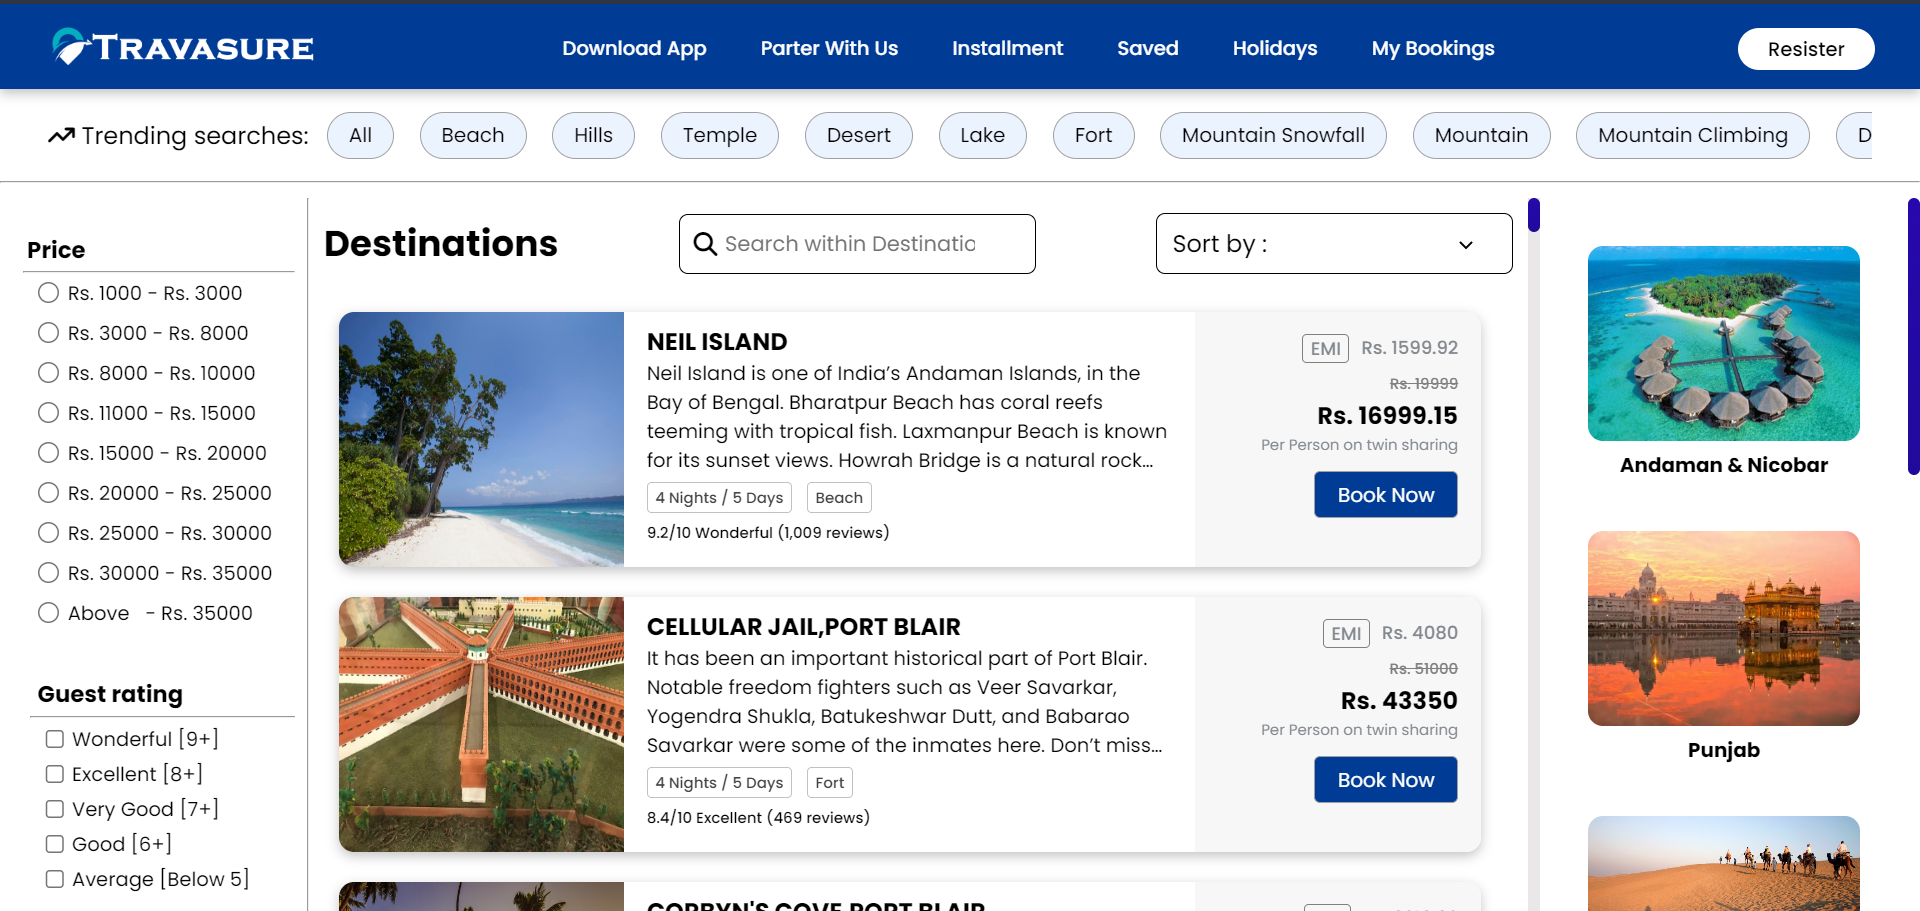 TRAVASURE
Download App
Parter With Us
Installment
Saved
Holidays
My Bookings
Resister
Trending searches:
All
Beach
Hills
Temple
Desert
Lake
Fort
Mountain Snowfall
Mountain
Mountain Climbing
D
Price
Rs. 1000 - Rs. 3000
Rs. 3000 - Rs. 8000
Rs. 8000 - Rs. 10000
Rs. 11000 - Rs. 15000
Rs. 15000 - Rs. 20000
Rs. 20000 - Rs. 25000
Rs. 25000 - Rs. 30000
Rs. 30000 - Rs. 35000
Above - Rs. 35000
Guest rating
Wonderful [9+]
Excellent [8+]
Very Good [7+]
Good [6+]
Average [Below 5]
Destinations
Search within Destinatio
Sort by :
NEIL ISLAND
Neil Island is one of India’s Andaman Islands, in the
Bay of Bengal. Bharatpur Beach has coral reefs
teeming with tropical fish. Laxmanpur Beach is known
for its sunset views. Howrah Bridge is a natural rock...
4 Nights / 5 Days
Beach
9.2/10 Wonderful (1,009 reviews)
EMI Rs. 1599.92
Rs. 19999
Rs. 16999.15
Per Person on twin sharing
Book Now
CELLULAR JAIL,PORT BLAIR
It has been an important historical part of Port Blair.
Notable freedom fighters such as Veer Savarkar,
Yogendra Shukla, Batukeshwar Dutt, and Babarao
Savarkar were some of the inmates here. Don’t miss...
4 Nights / 5 Days
Fort
8.4/10 Excellent (469 reviews)
EMI Rs. 4080
Rs. 51000
Rs. 43350
Per Person on twin sharing
Book Now
CORBYN'S COVE,PORT BLAIR
Andaman & Nicobar
Punjab